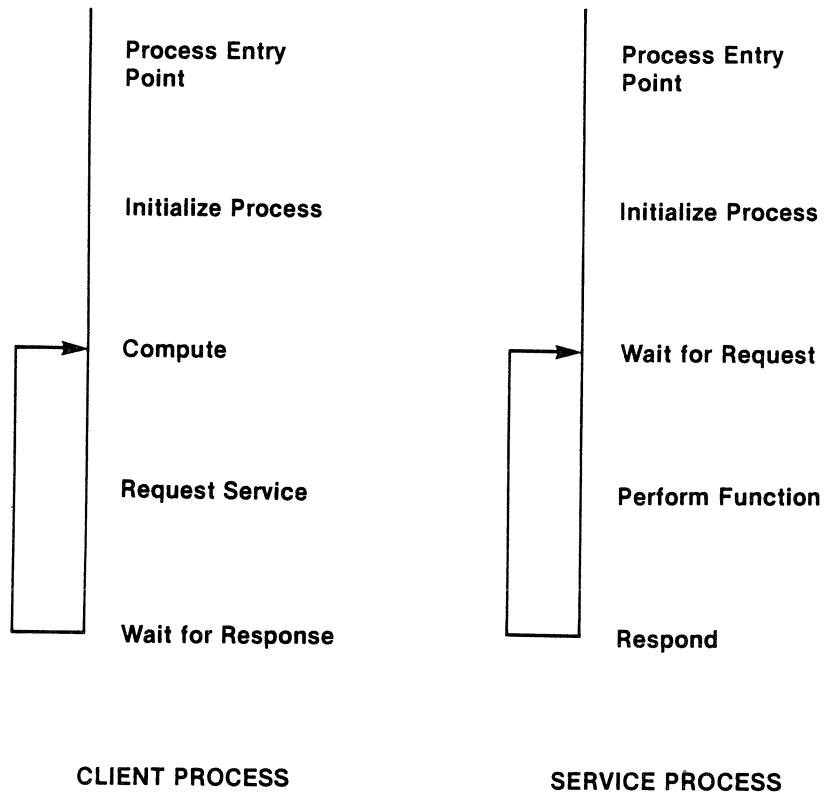 Process Entry
Point
Initialize Process
Compute
Request Service
Wait for Response
CLIENT PROCESS
Process Entry
Point
Initialize Process
Wait for Request
Perform Function
Respond
SERVICE PROCESS